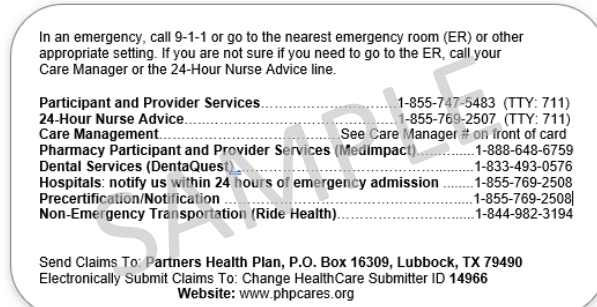 In an emergency, call 9-1-1 or go to the nearest emergency room (ER) or other
appropriate setting. If you are not sure if you need to go to the ER, call your
Care Manager or the 24-Hour Nurse Advice line.
Participant and Provider Services................................1-855-747-5483 (TTY: 711)
24-Hour Nurse Advice.................................................1-855-769-2507 (TTY: 711)
Care Management..........................................See Care Manager # on front of card
Pharmacy Participant and Provider Services (MedImpact)..............1-888-648-6759
Dental Services (DentaQuest)........................................................1-833-493-0576
Hospitals: notify us within 24 hours of emergency admission ........1-855-769-2508
Precertification/Notification ...........................................................1-855-769-2508
Non-Emergency Transportation (Ride Health)................................1-844-982-3194
SAMPLE
Send Claims To: Partners Health Plan, P.O. Box 16309, Lubbock, TX 79490
Electronically Submit Claims To: Change HealthCare Submitter ID 14966
Website: www.phpcares.org